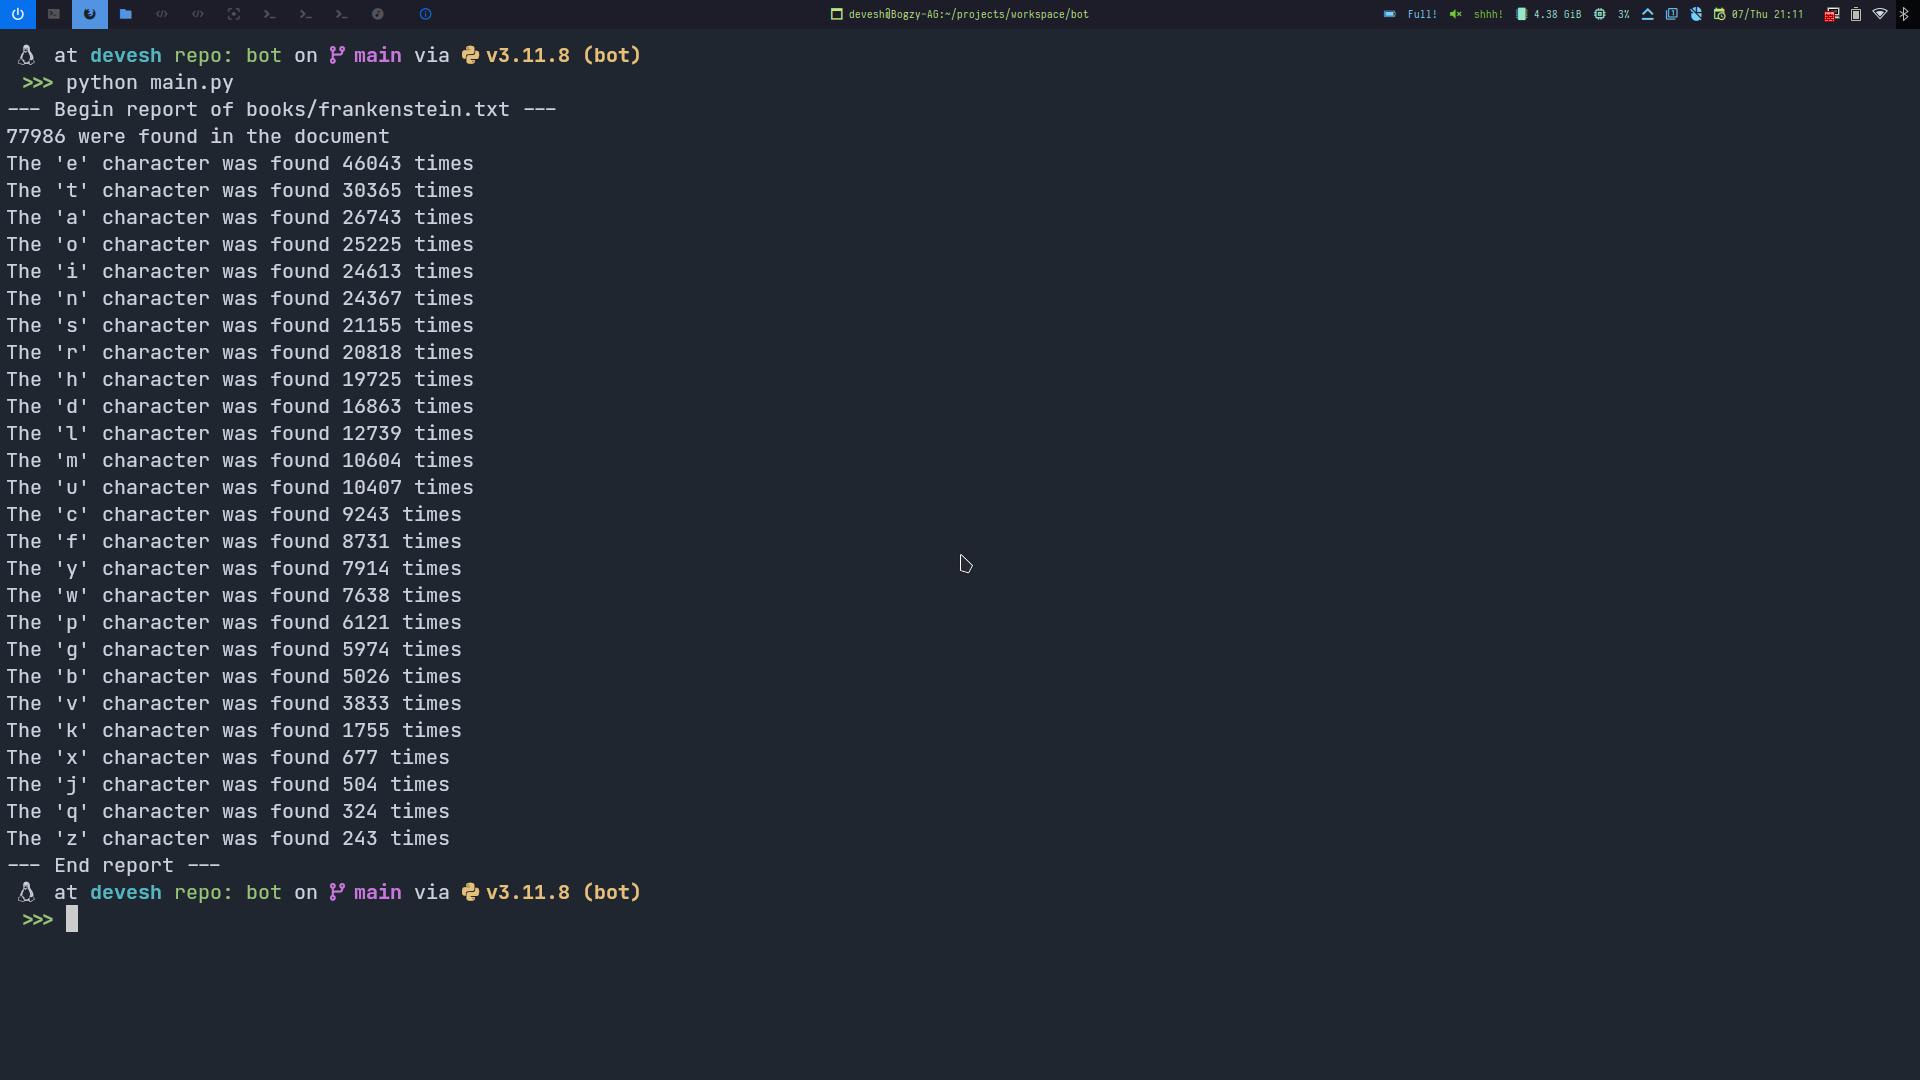 devesh@Bogzy-AG:~/projects/workspace/bot
Full! shhh! 4.38 GiB 3% 07/Thu 21:11
at devesh repo: bot on main via v3.11.8 (bot)
>>> python main.py
--- Begin report of books/frankenstein.txt ---
77986 were found in the document
The 'e' character was found 46043 times
The 't' character was found 30365 times
The 'a' character was found 26743 times
The 'o' character was found 25225 times
The 'i' character was found 24613 times
The 'n' character was found 24367 times
The 's' character was found 21155 times
The 'r' character was found 20818 times
The 'h' character was found 19725 times
The 'd' character was found 16863 times
The 'l' character was found 12739 times
The 'm' character was found 10604 times
The 'u' character was found 10407 times
The 'c' character was found 9243 times
The 'f' character was found 8731 times
The 'y' character was found 7914 times
The 'w' character was found 7638 times
The 'p' character was found 6121 times
The 'g' character was found 5974 times
The 'b' character was found 5026 times
The 'v' character was found 3833 times
The 'k' character was found 1755 times
The 'x' character was found 677 times
The 'j' character was found 504 times
The 'q' character was found 324 times
The 'z' character was found 243 times
--- End report ---
at devesh repo: bot on main via v3.11.8 (bot)
>>>